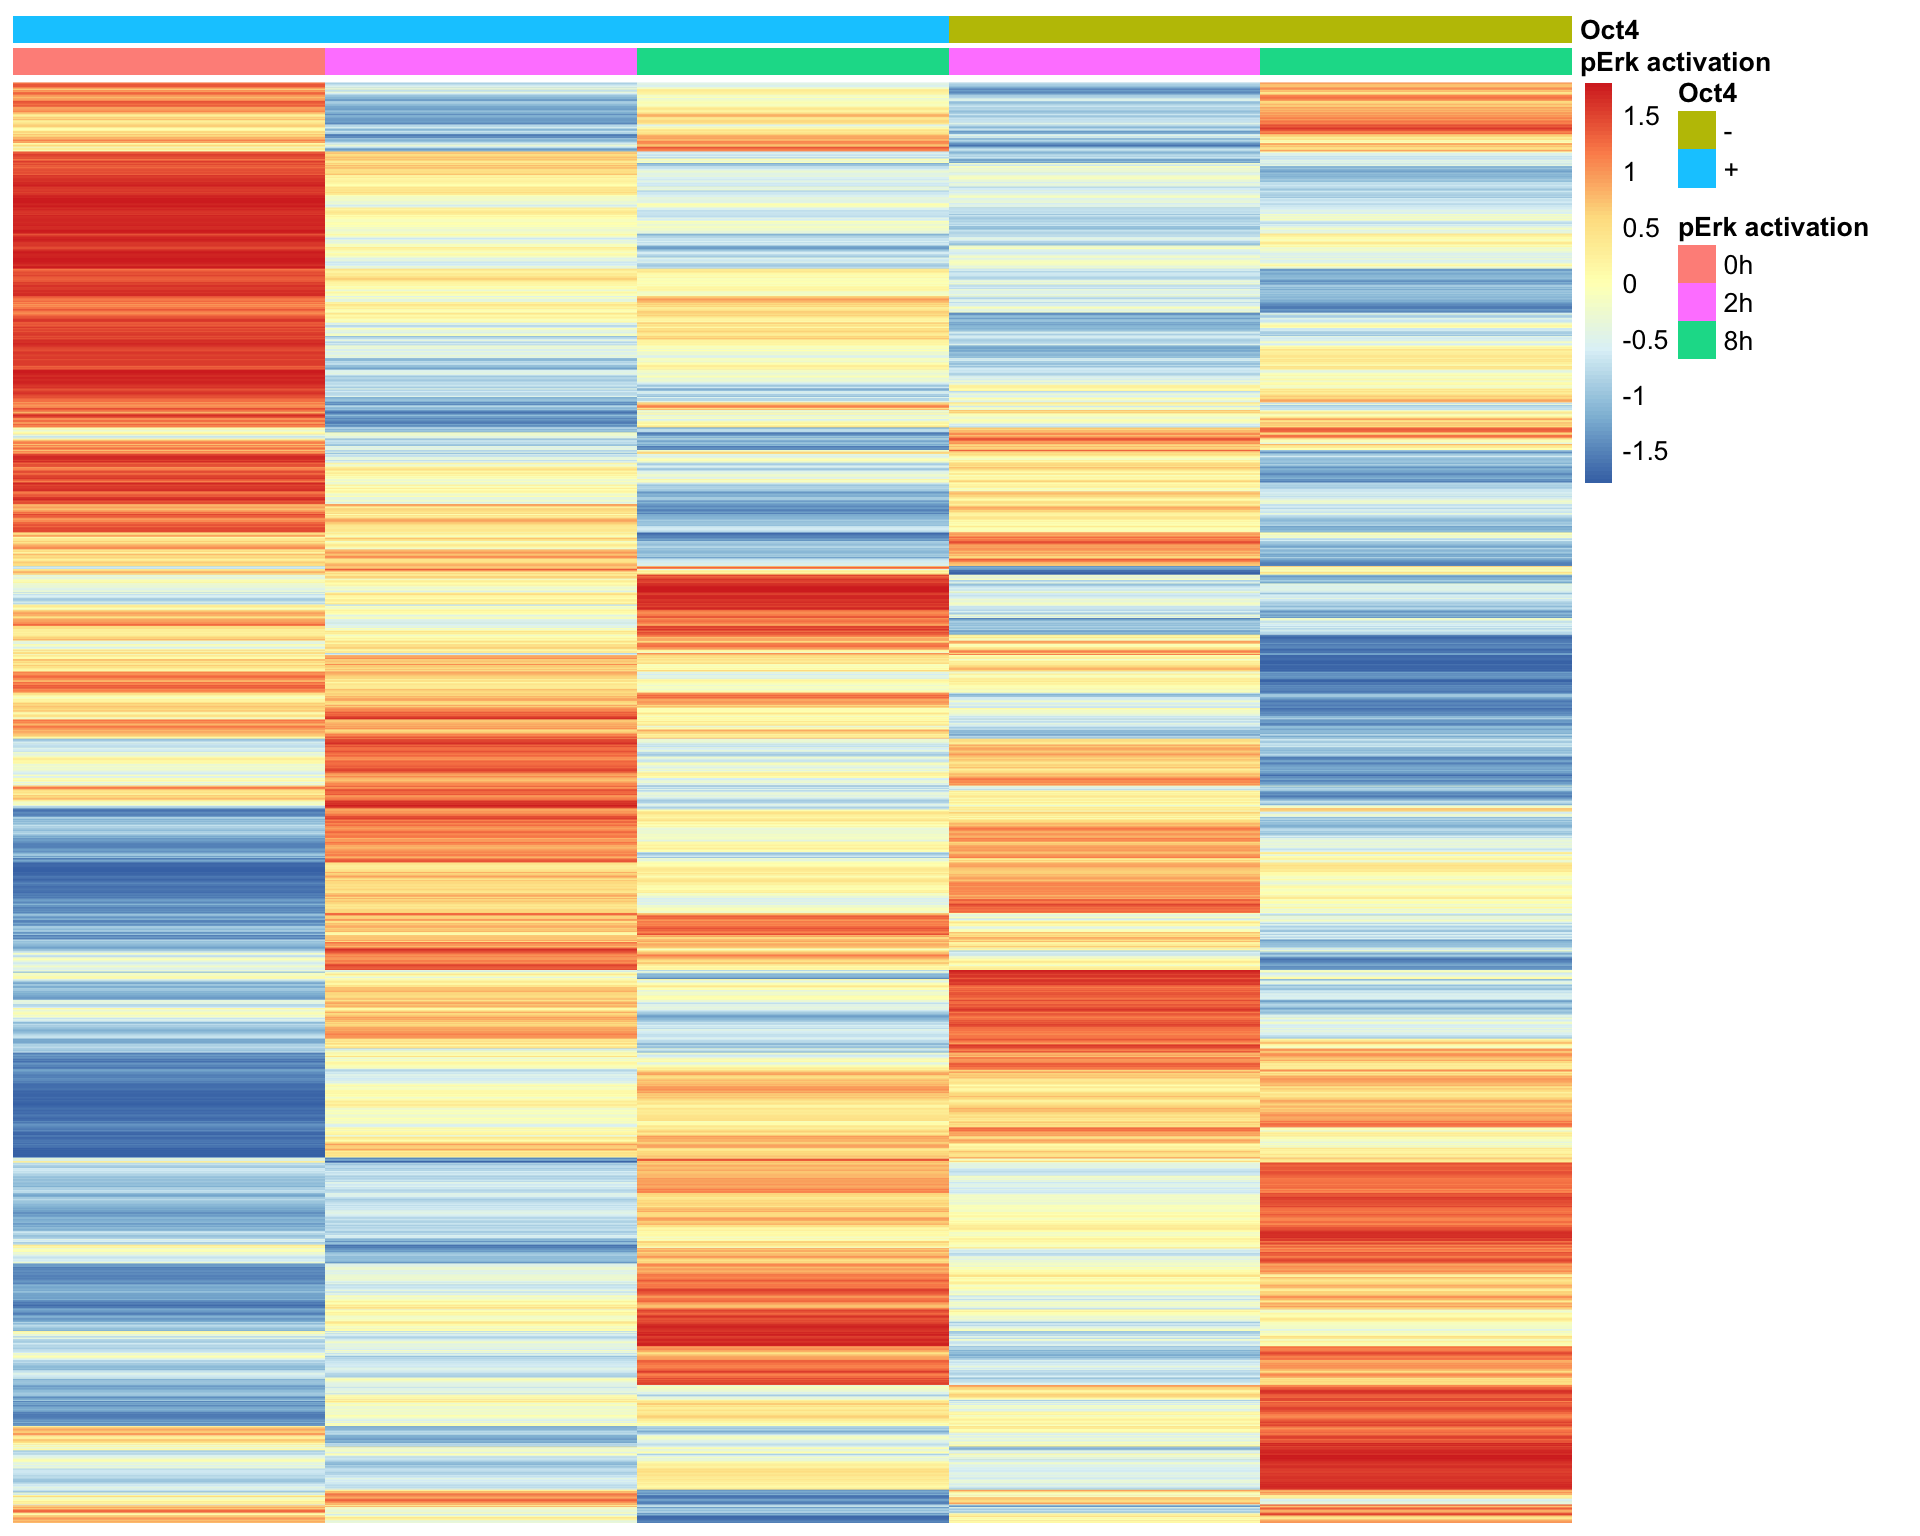 Oct4
pErk activation
1.5
1
0.5
0
-0.5
-1
-1.5
Oct4
-
+
pErk activation
0h
2h
8h